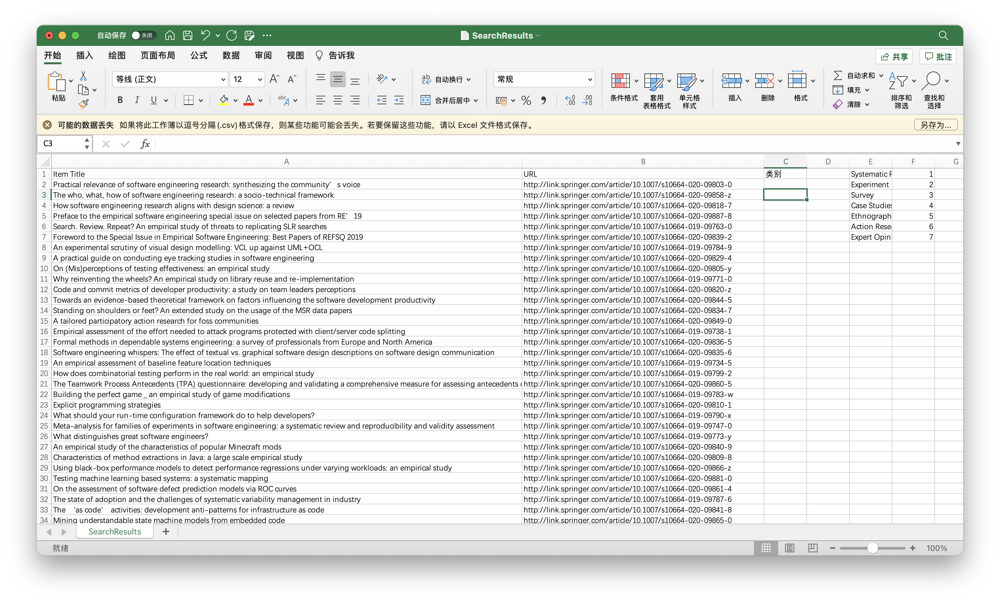 自动保存 关闭 SearchResults
开始 插入 绘图 页面布局 公式 数据 审阅 视图 告诉我 共享 批注
粘贴 等线 (正文) 12 自动换行 常规 条件格式 套用 表格格式 单元格 样式 插入 删除 格式 自动求和 填充 清除 排序和 筛选 查找和 选择
B I U abc A 合并后居中 % .00 .0
可能的数据丢失 如果将此工作簿以逗号分隔(.csv)格式保存，则某些功能可能会丢失。若要保留这些功能，请以 Excel 文件格式保存。 另存为...
C3 fx
A B C D E F G
1 Item Title URL 类别 Systematic 1
2 Practical relevance of software engineering research: synthesizing the community’s voice http://link.springer.com/article/10.1007/s10664-020-09803-0 Experiment 2
3 The who, what, how of software engineering research: a socio-technical framework http://link.springer.com/article/10.1007/s10664-020-09858-z Survey 3
4 How software engineering research aligns with design science: a review http://link.springer.com/article/10.1007/s10664-020-09818-7 Case Studies 4
5 Preface to the empirical software engineering special issue on selected papers from RE’19 http://link.springer.com/article/10.1007/s10664-020-09887-8 Ethnograph 5
6 Search. Review. Repeat? An empirical study of threats to replicating SLR searches http://link.springer.com/article/10.1007/s10664-019-09763-0 Action Rese 6
7 Foreword to the Special Issue in Empirical Software Engineering: Best Papers of REFSQ 2019 http://link.springer.com/article/10.1007/s10664-020-09839-2 Expert Opin 7
8 An experimental scrutiny of visual design modelling: VCL up against UML+OCL http://link.springer.com/article/10.1007/s10664-019-09784-9
9 A practical guide on conducting eye tracking studies in software engineering http://link.springer.com/article/10.1007/s10664-020-09829-4
10 On (Mis)perceptions of testing effectiveness: an empirical study http://link.springer.com/article/10.1007/s10664-020-09805-y
11 Why reinventing the wheels? An empirical study on library reuse and re-implementation http://link.springer.com/article/10.1007/s10664-019-09771-0
12 Code and commit metrics of developer productivity: a study on team leaders perceptions http://link.springer.com/article/10.1007/s10664-020-09820-z
13 Towards an evidence-based theoretical framework on factors influencing the software development productivity http://link.springer.com/article/10.1007/s10664-020-09844-5
14 Standing on shoulders or feet? An extended study on the usage of the MSR data papers http://link.springer.com/article/10.1007/s10664-020-09834-7
15 A tailored participatory action research for foss communities http://link.springer.com/article/10.1007/s10664-020-09849-0
16 Empirical assessment of the effort needed to attack programs protected with client/server code splitting http://link.springer.com/article/10.1007/s10664-019-09738-1
17 Formal methods in dependable systems engineering: a survey of professionals from Europe and North America http://link.springer.com/article/10.1007/s10664-020-09836-5
18 Software engineering whispers: The effect of textual vs. graphical software design descriptions on software design communication http://link.springer.com/article/10.1007/s10664-020-09835-6
19 An empirical assessment of baseline feature location techniques http://link.springer.com/article/10.1007/s10664-019-09734-5
20 How does combinatorial testing perform in the real world: an empirical study http://link.springer.com/article/10.1007/s10664-019-09799-2
21 The Teamwork Process Antecedents (TPA) questionnaire: developing and validating a comprehensive measure for assessing antecedents http://link.springer.com/article/10.1007/s10664-020-09860-5
22 Building the perfect game _ an empirical study of game modifications http://link.springer.com/article/10.1007/s10664-019-09783-w
23 Explicit programming strategies http://link.springer.com/article/10.1007/s10664-020-09810-1
24 What should your run-time configuration framework do to help developers? http://link.springer.com/article/10.1007/s10664-019-09790-x
25 Meta-analysis for families of experiments in software engineering: a systematic review and reproducibility and validity assessment http://link.springer.com/article/10.1007/s10664-019-09747-0
26 What distinguishes great software engineers? http://link.springer.com/article/10.1007/s10664-019-09773-y
27 An empirical study of the characteristics of popular Minecraft mods http://link.springer.com/article/10.1007/s10664-020-09840-9
28 Characteristics of method extractions in Java: a large scale empirical study http://link.springer.com/article/10.1007/s10664-020-09809-8
29 Using black-box performance models to detect performance regressions under varying workloads: an empirical study http://link.springer.com/article/10.1007/s10664-020-09866-z
30 Testing machine learning based systems: a systematic mapping http://link.springer.com/article/10.1007/s10664-020-09881-0
31 On the assessment of software defect prediction models via ROC curves http://link.springer.com/article/10.1007/s10664-020-09861-4
32 The state of adoption and the challenges of systematic variability management in industry http://link.springer.com/article/10.1007/s10664-019-09787-6
33 The ‘as code’ activities: development anti-patterns for infrastructure as code http://link.springer.com/article/10.1007/s10664-020-09841-8
34 Mining understandable state machine models from embedded code http://link.springer.com/article/10.1007/s10664-020-09865-0
SearchResults
就绪 100%